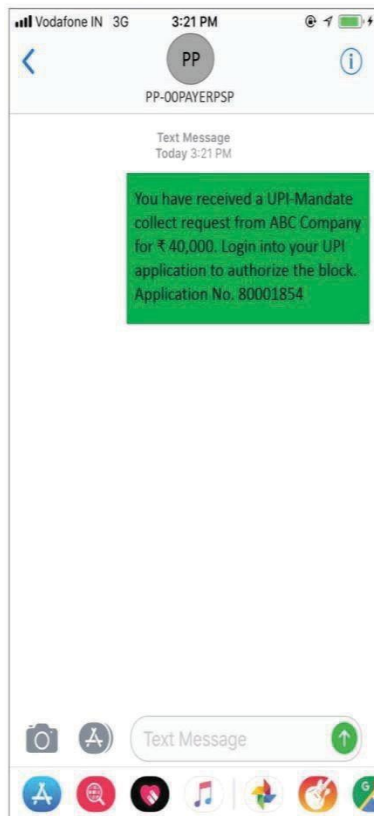 Vodafone IN 3G 3:21 PM
PP
PP-OOPAYERPSP
Text Message
Today 3:21 PM
You have received a UPI-Mandate
collect request from ABC Company
for ₹ 40,000. Login into your UPI
application to authorize the block.
Application No. 80001854
Text Message